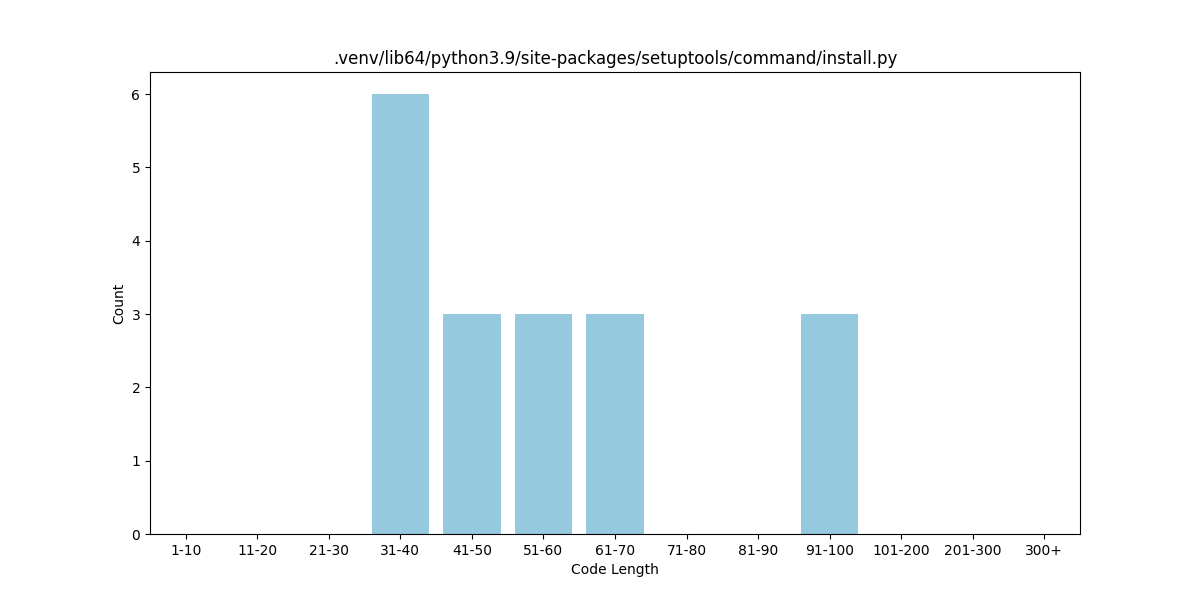 .venv/lib64/python3.9/site-packages/setuptools/command/install.py
6
5
4
3
2
1
0
Count
1-10 11-20 21-30 31-40 41-50 51-60 61-70 71-80 81-90 91-100 101-200 201-300 300+
Code Length